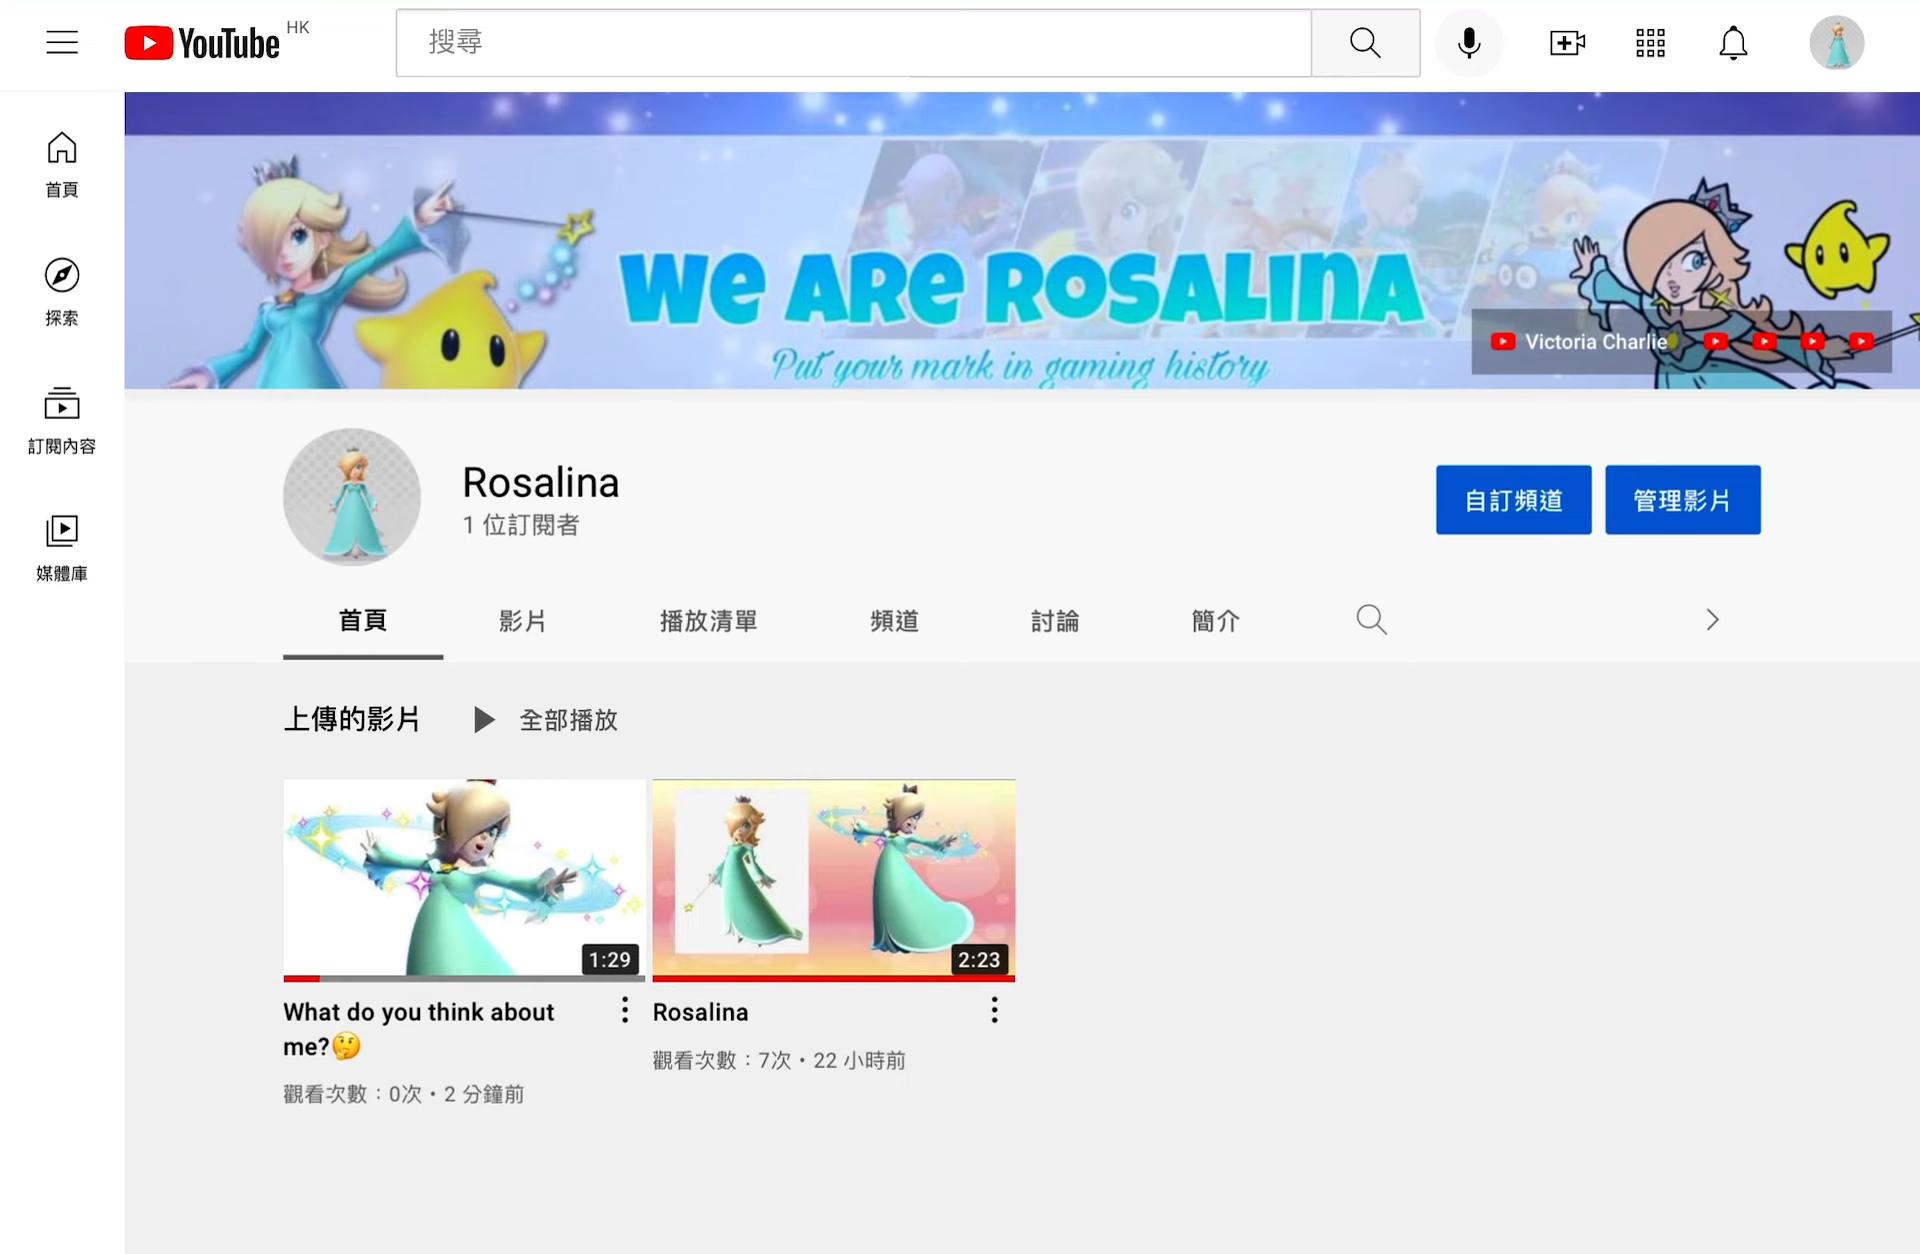 YouTube HK
搜尋
首頁
探索
訂閱內容
媒體庫
We ARe ROSALinA
Put your mark in gaming history
Victoria Charlie
Rosalina
1 位訂閱者
自訂頻道
管理影片
首頁 影片 播放清單 頻道 討論 簡介
上傳的影片 全部播放
1:29
What do you think about
me?🤔
觀看次數：0次・2 分鐘前
2:23
Rosalina
觀看次數：7次・22 小時前